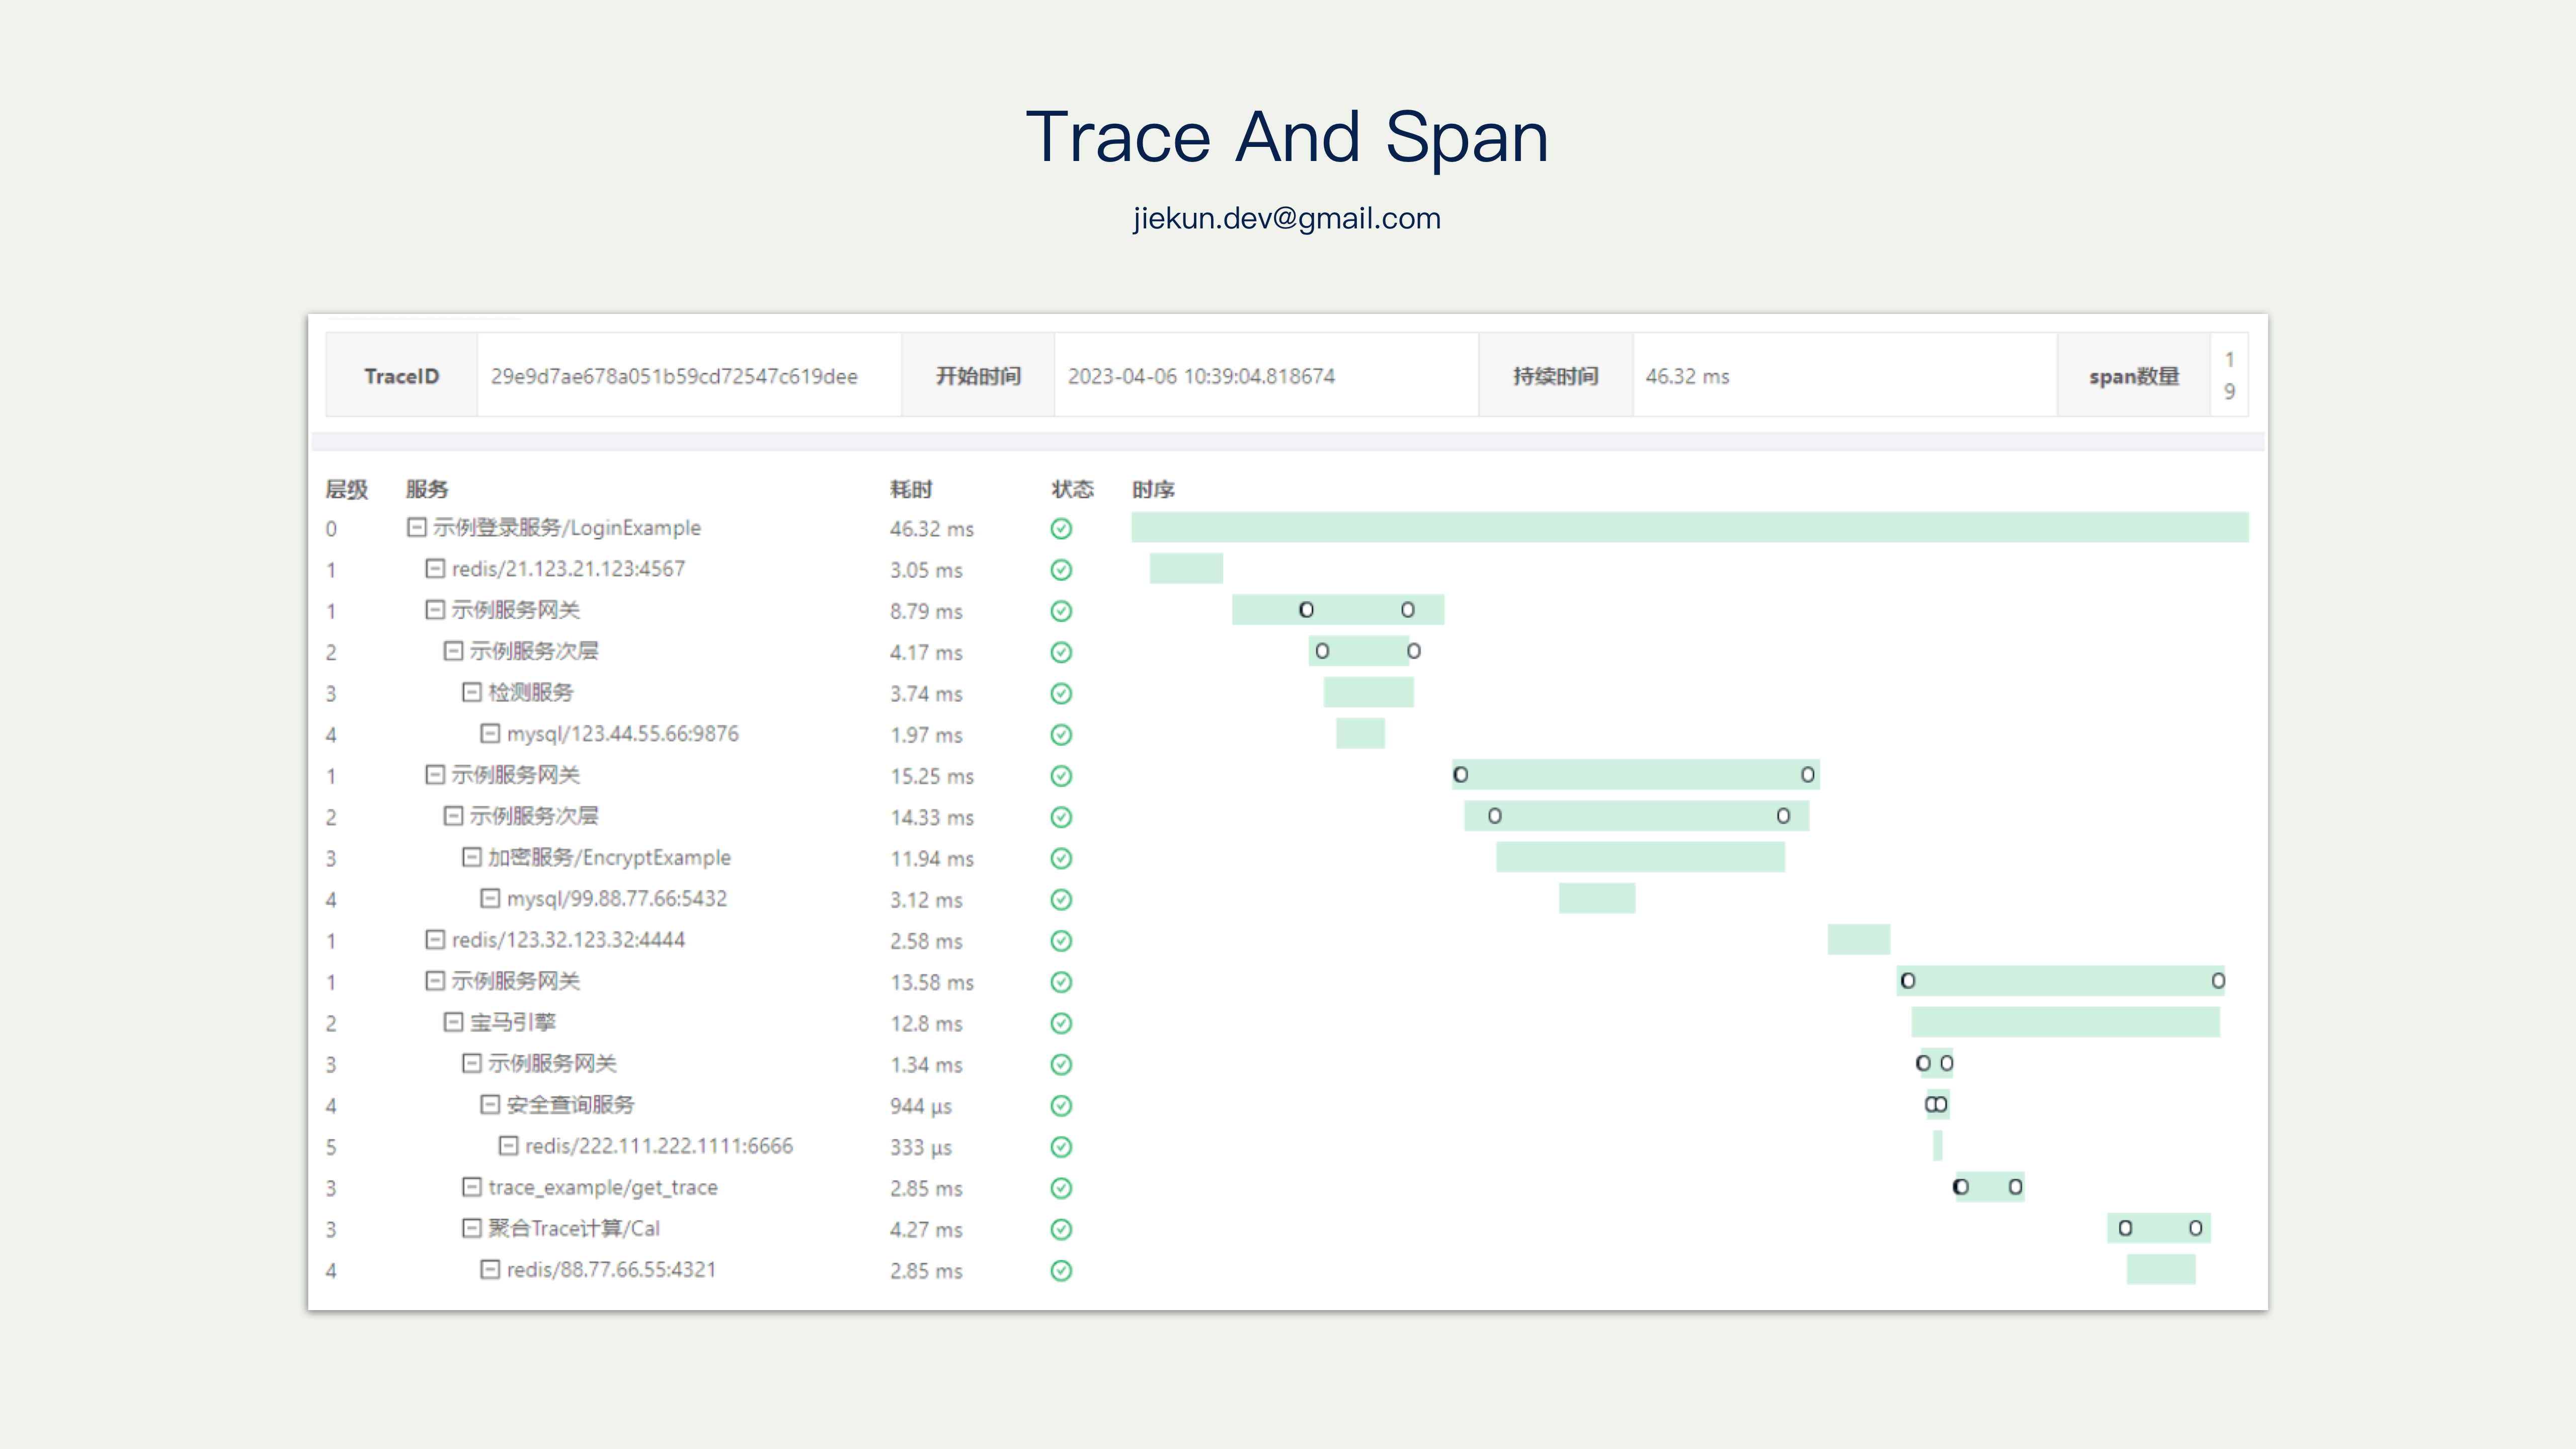 Trace And Span
jiekun.dev@gmail.com
TraceID 29e9d7ae678a051b59cd72547c619dee 开始时间 2023-04-06 10:39:04.818674 持续时间 46.32 ms span数量 19
层级 服务 耗时 状态 时序
0 示例登录服务/LoginExample 46.32 ms
1 redis/21.123.21.123:4567 3.05 ms
1 示例服务网关 8.79 ms
2 示例服务次层 4.17 ms
3 检测服务 3.74 ms
4 mysql/123.44.55.66:9876 1.97 ms
1 示例服务网关 15.25 ms
2 示例服务次层 14.33 ms
3 加密服务/EncryptExample 11.94 ms
4 mysql/99.88.77.66:5432 3.12 ms
1 redis/123.32.123.32:4444 2.58 ms
1 示例服务网关 13.58 ms
2 宝马引擎 12.8 ms
3 示例服务网关 1.34 ms
4 安全查询服务 944 μs
5 redis/222.111.222.1111:6666 333 μs
3 trace_example/get_trace 2.85 ms
3 聚合Trace计算/Cal 4.27 ms
4 redis/88.77.66.55:4321 2.85 ms